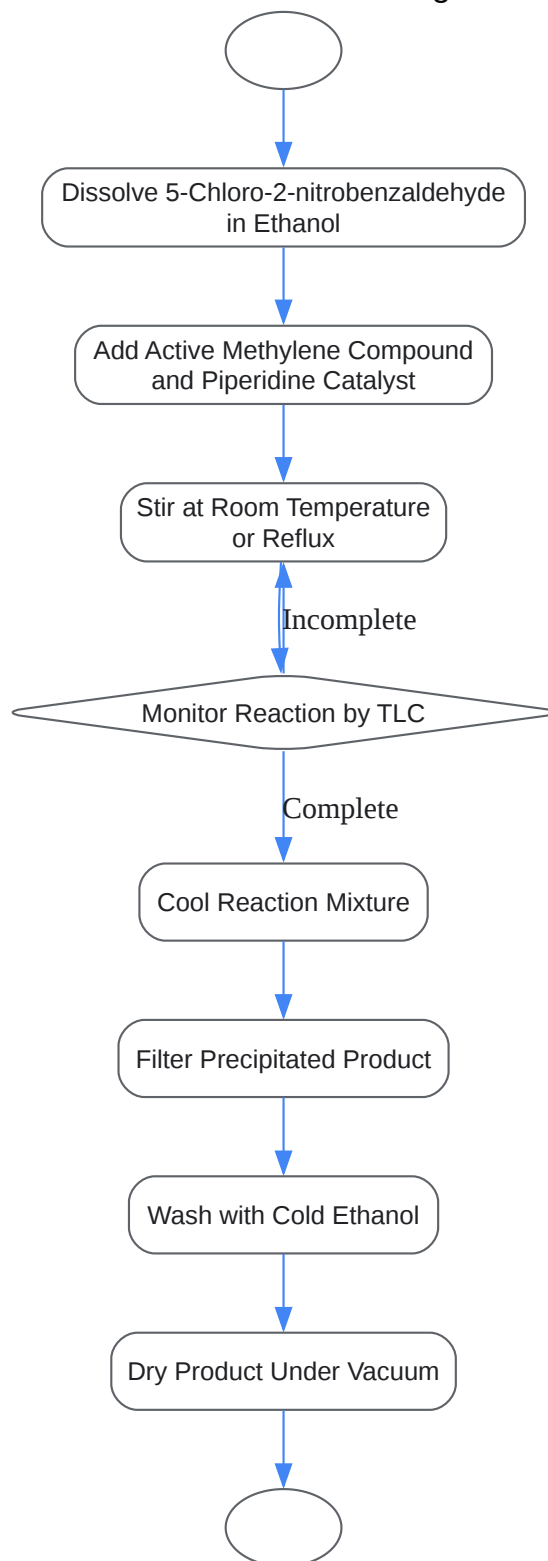 Dissolve 5-Chloro-2-nitrobenzaldehyde
in Ethanol
Add Active Methylene Compound
and Piperidine Catalyst
Stir at Room Temperature
or Reflux
Incomplete
Monitor Reaction by TLC
Complete
Cool Reaction Mixture
Filter Precipitated Product
Wash with Cold Ethanol
Dry Product Under Vacuum